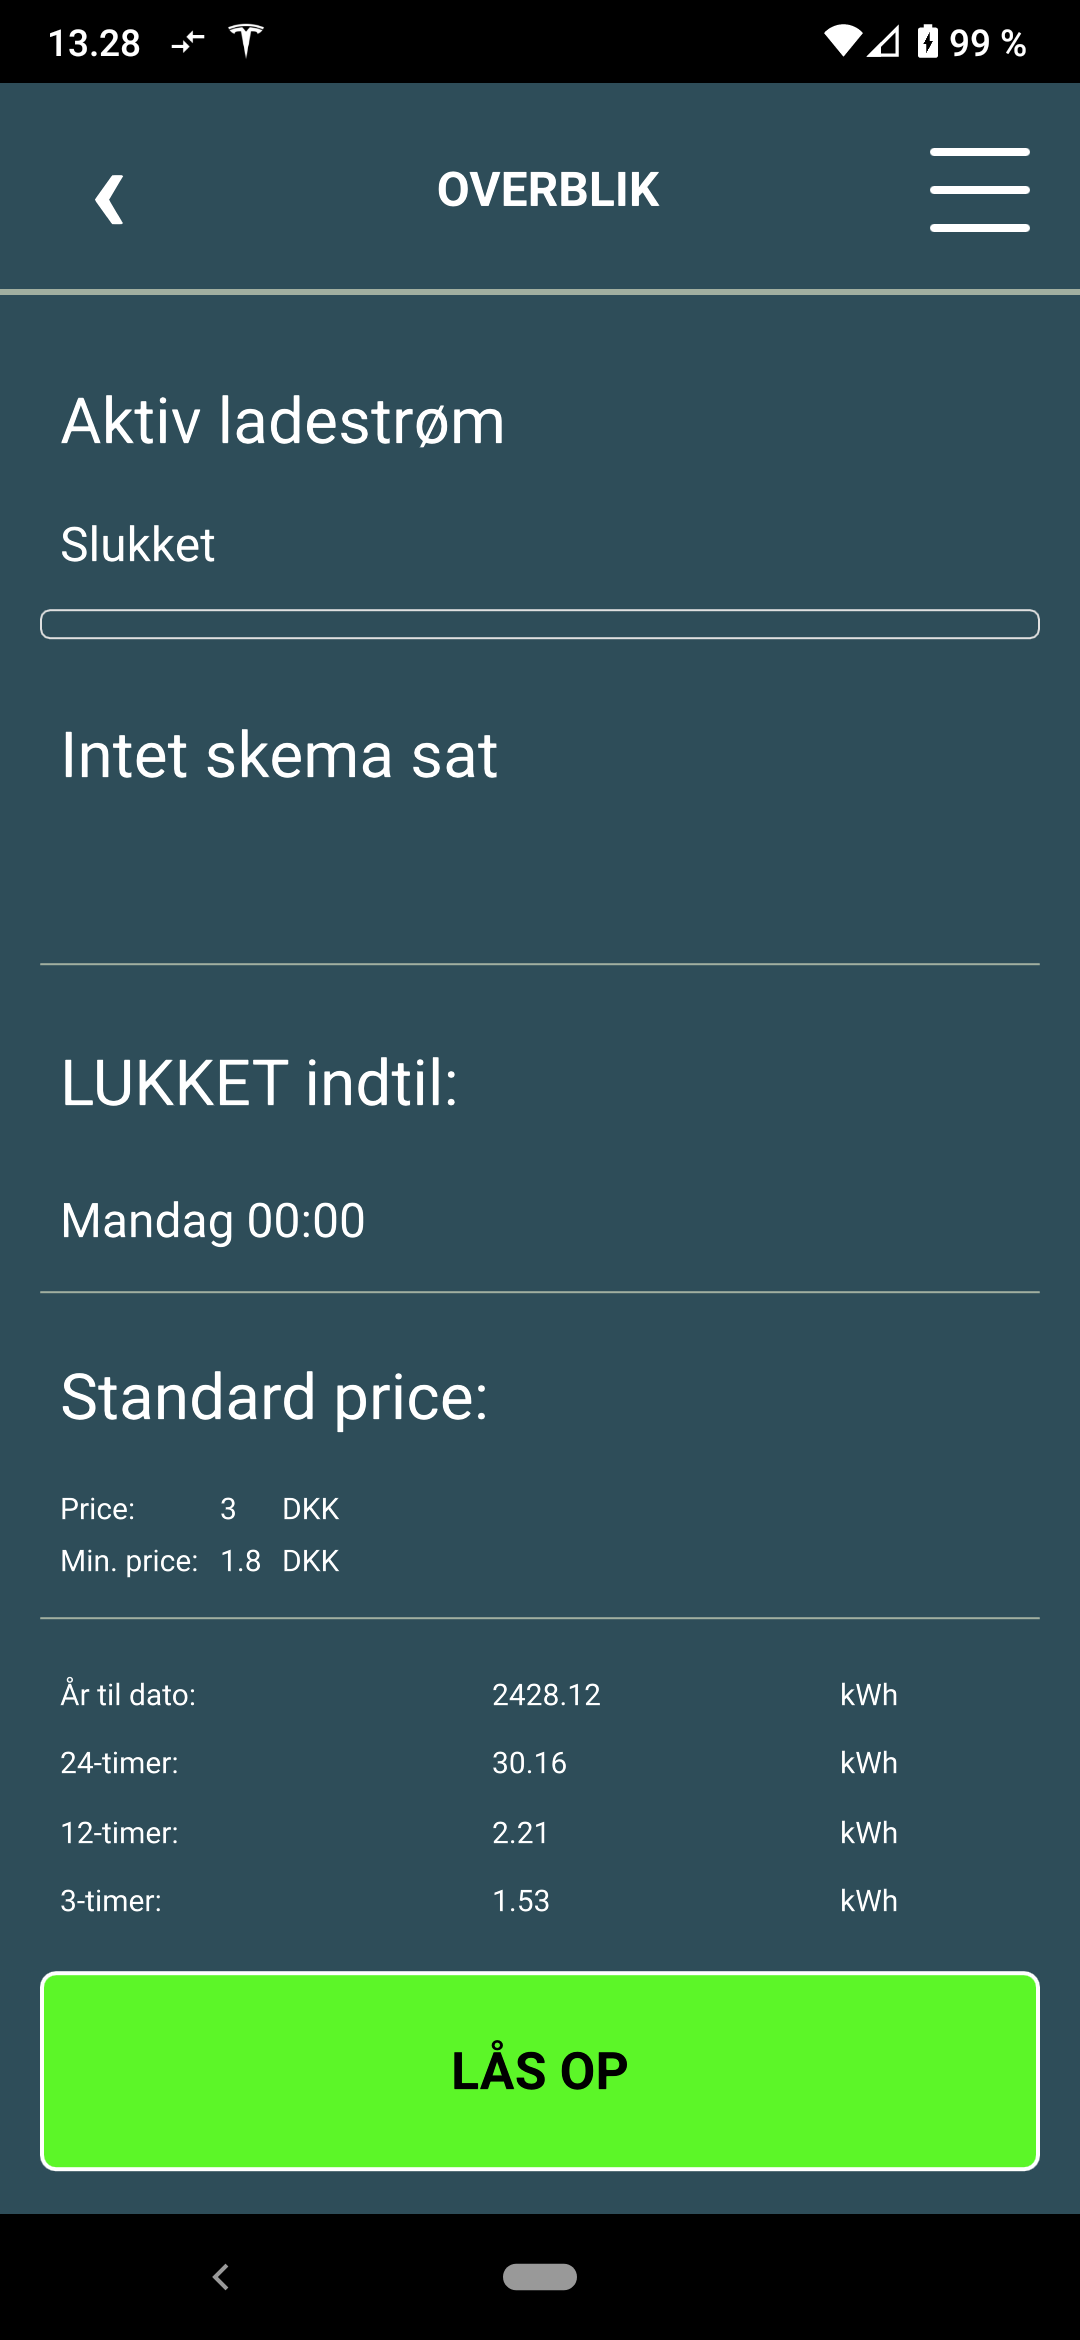 13.28 99 %
OVERBLIK
Aktiv ladestrøm
Slukket
Intet skema sat
LUKKET indtil:
Mandag 00:00
Standard price:
Price: 3 DKK
Min. price: 1.8 DKK
År til dato: 2428.12 kWh
24-timer: 30.16 kWh
12-timer: 2.21 kWh
3-timer: 1.53 kWh
LÅS OP